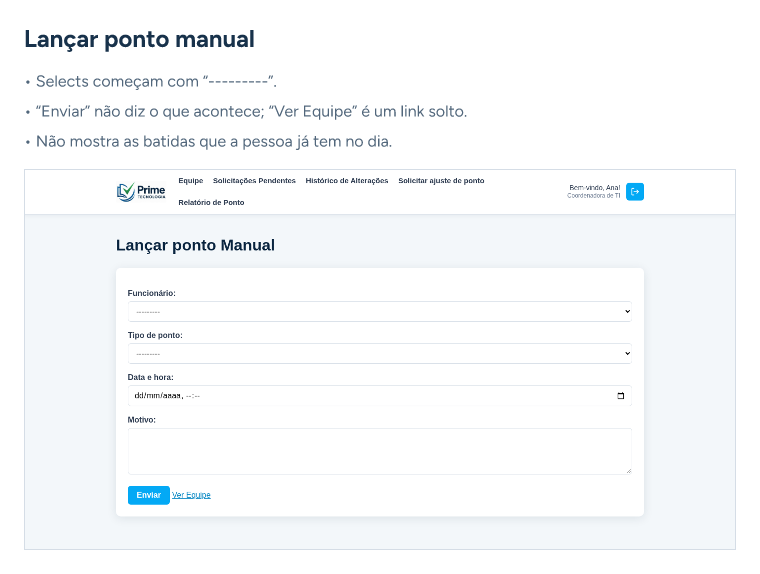 Lançar ponto manual
• Selects começam com “---------”.
• “Enviar” não diz o que acontece; “Ver Equipe” é um link solto.
• Não mostra as batidas que a pessoa já tem no dia.
Prime
TECNOLOGIA
Equipe Solicitações Pendentes Histórico de Alterações Solicitar ajuste de ponto
Relatório de Ponto
Bem-vindo, Ana!
Coordenadora de TI
Lançar ponto Manual
Funcionário:
---------
Tipo de ponto:
---------
Data e hora:
dd/mm/aaaa, --:--
Motivo:
Enviar Ver Equipe